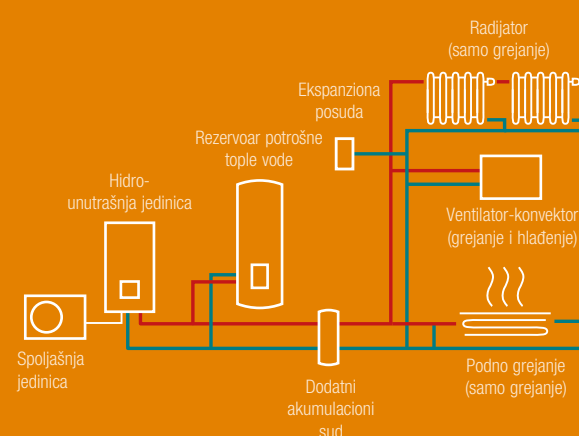 Radijator
(samo grejanje)
Ekspanziona
posuda
Rezervoar potrošne
tople vode
Hidro-
unutrašnja jedinica
Ventilator-konvektor
(grejanje i hlađenje)
Spoljašnja
jedinica
Podno grejanje
(samo grejanje)
Dodatni
akumulacioni
sud